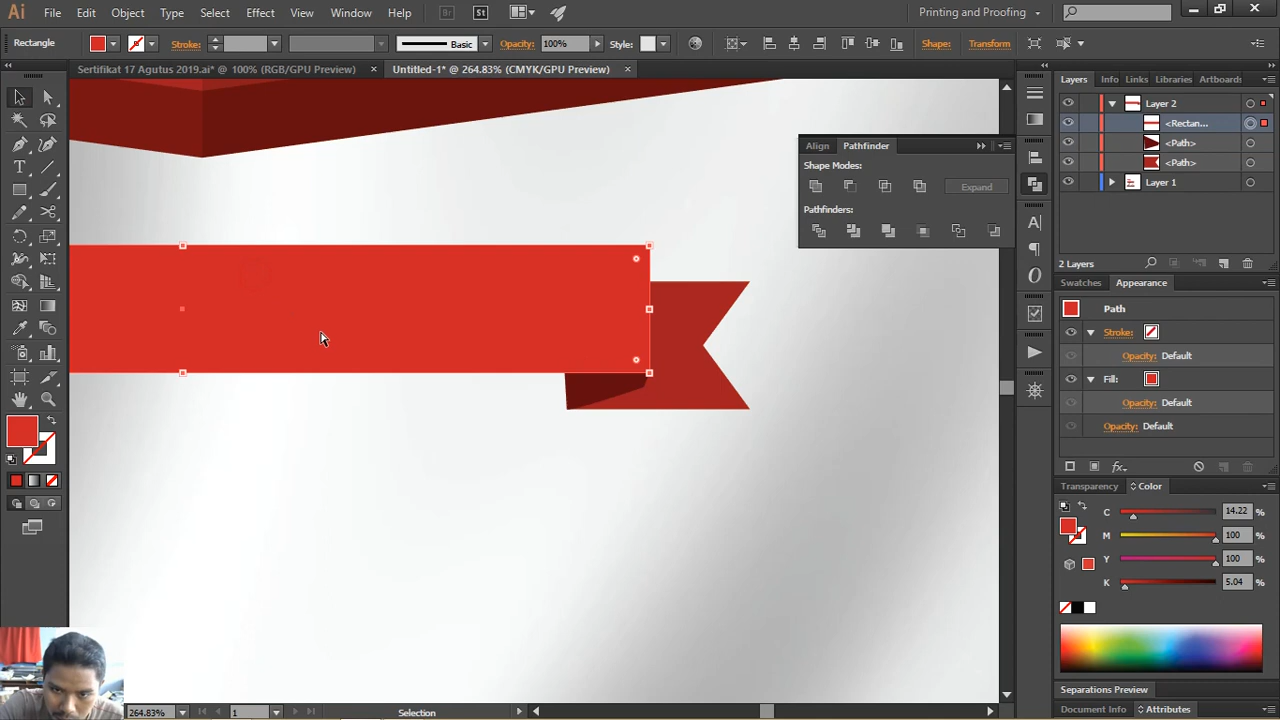 Ai File Edit Object Type Select Effect View Window Help Br St Printing and Proofing
Rectangle Stroke: Basic Opacity: 100% Style: Shape: Transform
Sertifikat 17 Agutus 2019.ai* @ 100% (RGB/GPU Preview) × Untitled-1* @ 264.83% (CMYK/GPU Preview) ×
Layers Info Links Libraries Artboards
Layer 2
<Rectan...
<Path>
<Path>
Layer 1
Align Pathfinder
Shape Modes:
Expand
Pathfinders:
2 Layers
Swatches Appearance
Path
Stroke:
Opacity: Default
Fill:
Opacity: Default
Opacity: Default
fx
Transparency Color
C 14.22 %
M 100 %
Y 100 %
K 5.04 %
Separations Preview
Document Info Attributes
264.83% 1 Selection